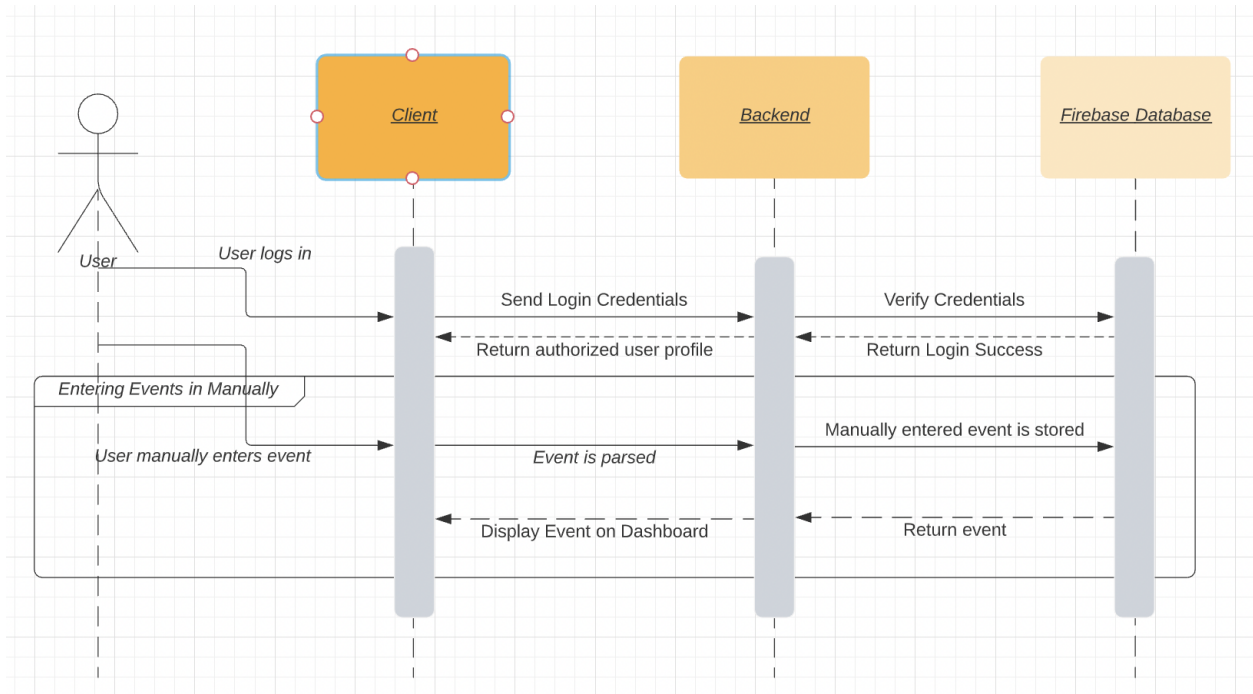 Client
Backend
Firebase Database
User
User logs in
Send Login Credentials
Verify Credentials
Return authorized user profile
Return Login Success
Entering Events in Manually
Manually entered event is stored
User manually enters event
Event is parsed
Display Event on Dashboard
Return event